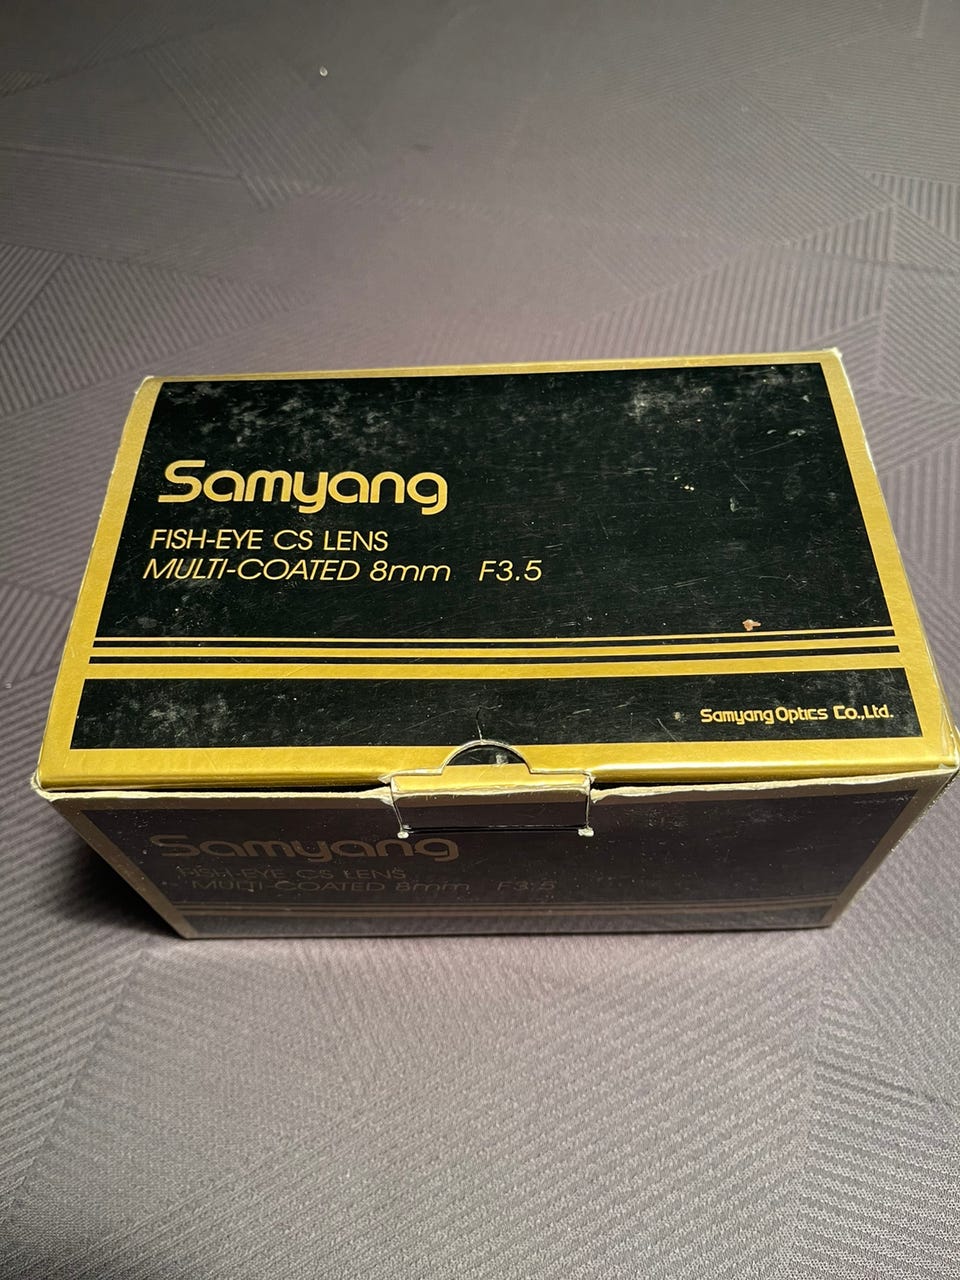 Samyang
FISH-EYE CS LENS
MULTI-COATED 8mm F3.5
Samyang Optics Co.,Ltd.
Samyang
FISH-EYE CS LENS
MULTI-COATED 8mm F3.5